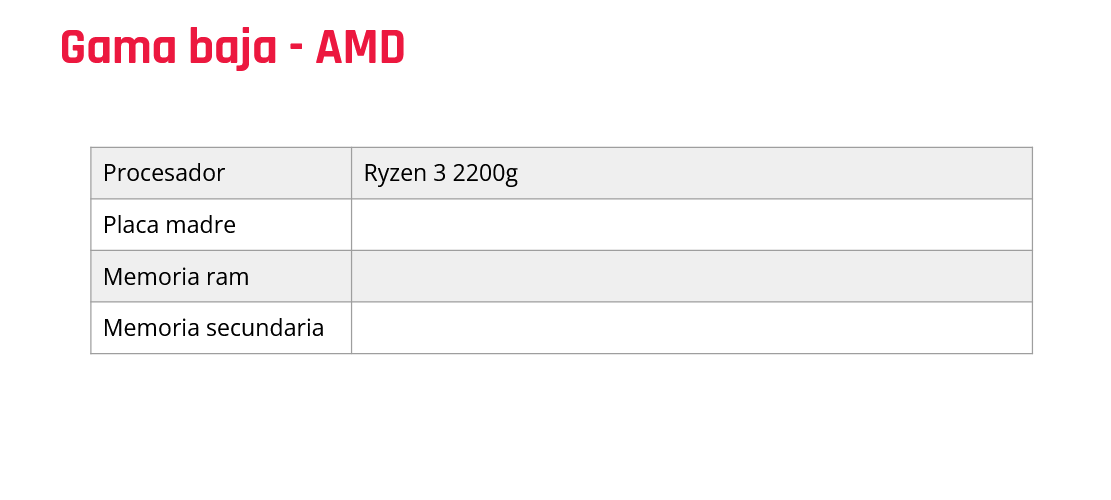 Gama baja - AMD
Procesador Ryzen 3 2200g
Placa madre
Memoria ram
Memoria secundaria